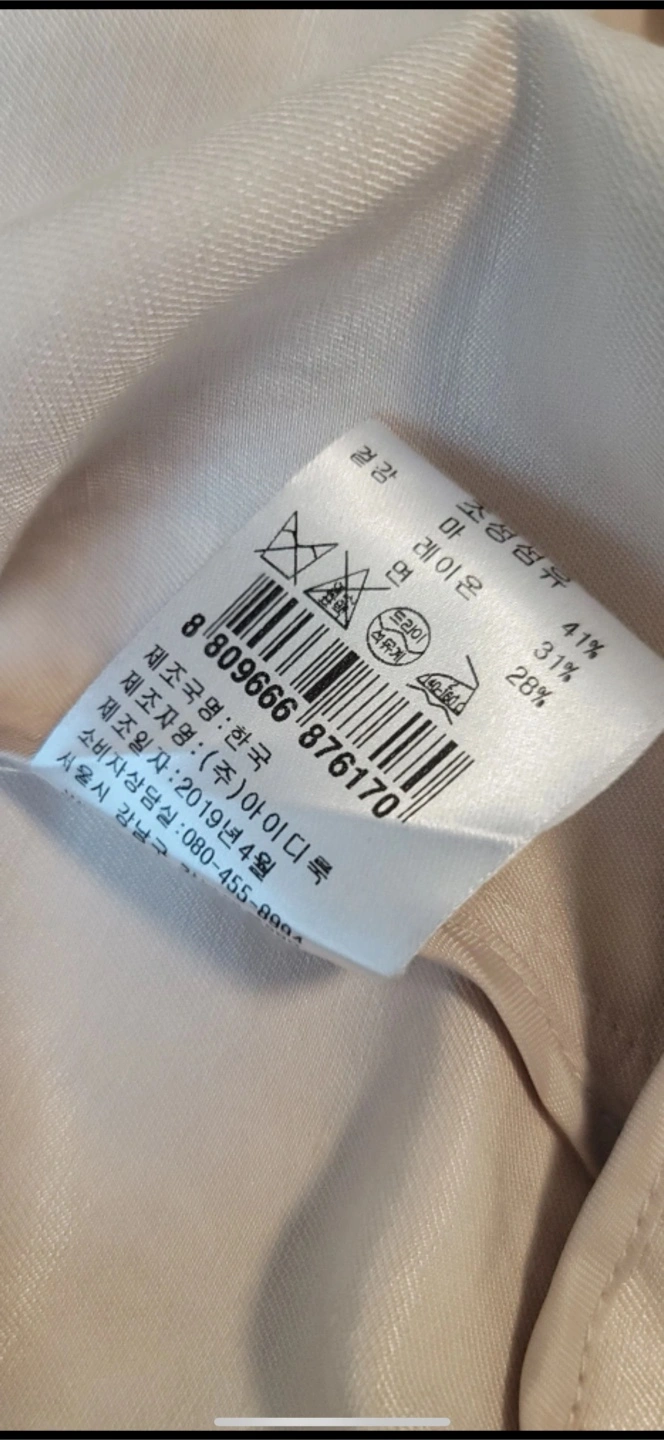 겉감 조성섬유
마 41%
레이온 31%
면 28%
드라이
석유계
8 809666 876170
제조국명:한국
제조자명:(주)아이디룩
제조일자:2019년4월
소비자상담실:080-455-8994
서울시 강남구